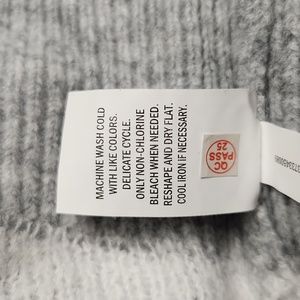 MACHINE WASH COLD
WITH LIKE COLORS.
DELICATE CYCLE.
ONLY NON-CHLORINE
BLEACH WHEN NEEDED.
RESHAPE AND DRY FLAT.
COOL IRON IF NECESSARY.
QC
PASS
25